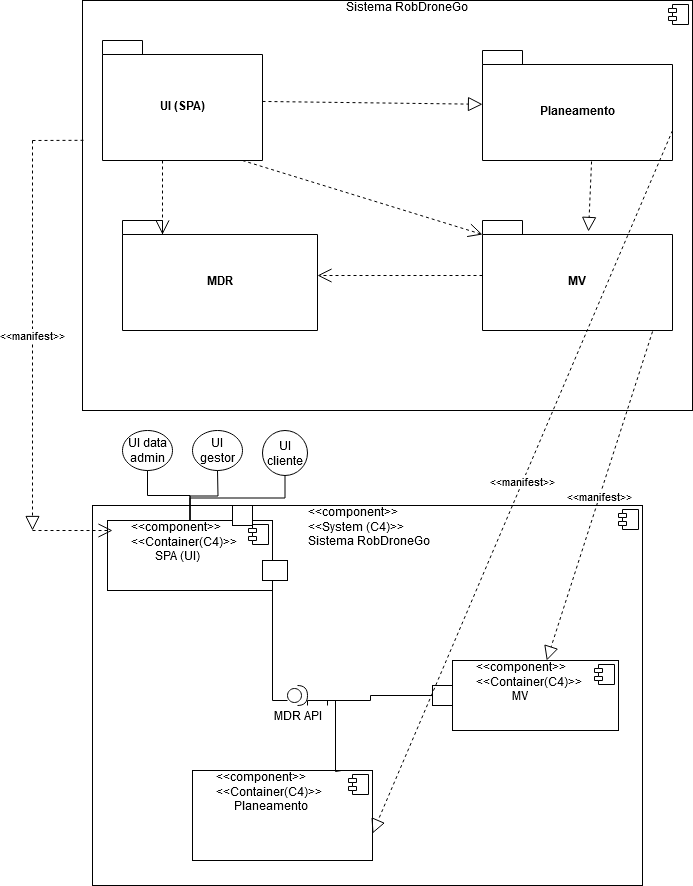 Sistema RobDroneGo
UI (SPA)
Planeamento
MDR
MV
<<manifest>>
UI data
admin
UI
gestor
UI
cliente
<<manifest>>
<<manifest>>
<<component>>
<<System (C4)>>
Sistema RobDroneGo
<<component>>
<<Container(C4)>>
SPA (UI)
<<component>>
<<Container(C4)>>
MV
MDR API
<<component>>
<<Container(C4)>>
Planeamento